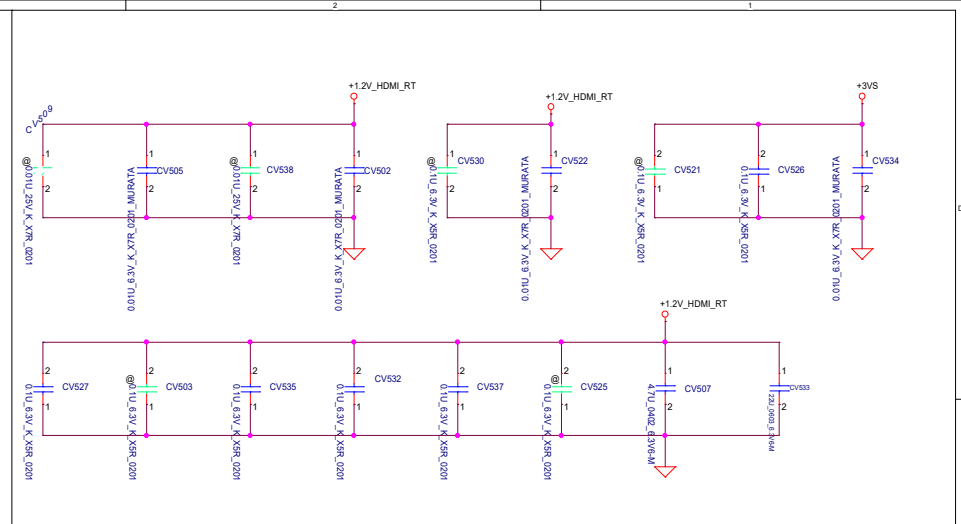 2
1
+1.2V_HDMI_RT
+1.2V_HDMI_RT
+3VS
CV509
@
1
2
0.01U_25V_K_X7R_0201
1
2
CV505
0.01U_6.3V_K_X7R_0201_MURATA
@
1
2
CV538
0.01U_25V_K_X7R_0201
1
2
CV502
0.01U_6.3V_K_X7R_0201_MURATA
@
1
2
CV530
0.1U_6.3V_K_X5R_0201
1
2
CV522
0.01U_6.3V_K_X7R_0201_MURATA
@
2
1
CV521
0.1U_6.3V_K_X5R_0201
2
1
CV526
0.1U_6.3V_K_X5R_0201
1
2
CV534
0.01U_6.3V_K_X7R_0201_MURATA
+1.2V_HDMI_RT
2
1
CV527
0.1U_6.3V_K_X5R_0201
@
2
1
CV503
0.1U_6.3V_K_X5R_0201
2
1
CV535
0.1U_6.3V_K_X5R_0201
2
1
CV532
0.1U_6.3V_K_X5R_0201
2
1
CV537
0.1U_6.3V_K_X5R_0201
@
2
1
CV525
0.1U_6.3V_K_X5R_0201
1
2
CV507
4.7U_0402_6.3V6-M
1
2
CV533
22U_0603_6.3V6-M